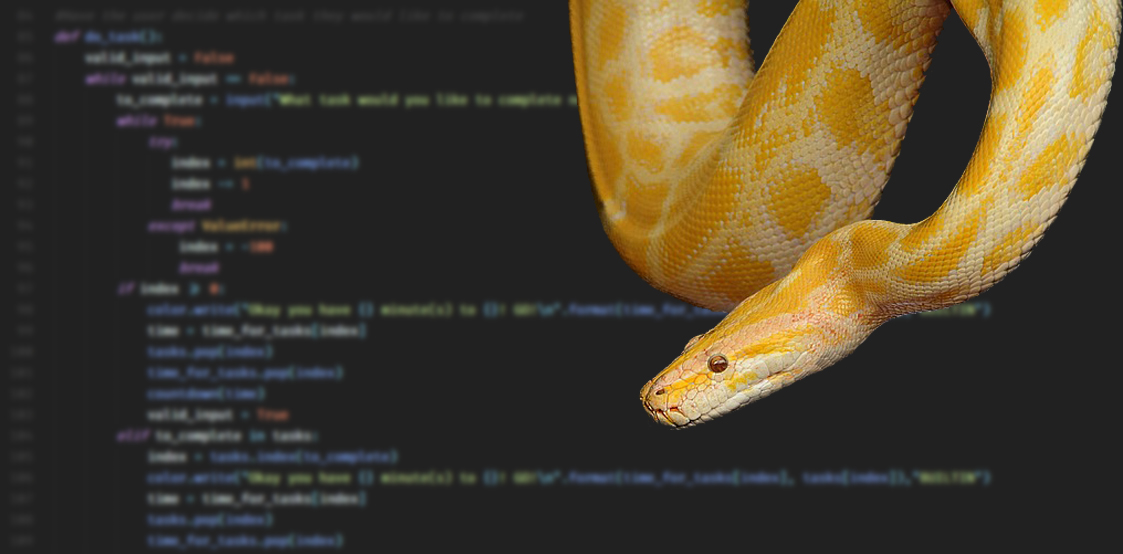 #have the user decide which task they would like to complete
def do_task():
valid_input = False
while valid_input == False:
to_complete = input("What task would you like to complete
while True:
try:
index = int(to_complete)
index -= 1
break
except ValueError:
index = -100
break
if index ≥ 0:
color.write("Okay you have {} minute(s) to {}! GO!\n".format(time_for_
time = time_for_tasks[index]
tasks.pop(index)
time_for_tasks.pop(index)
countdown(time)
valid_input = True
elif to_complete in tasks:
index = tasks.index(to_complete)
color.write("Okay you have {} minute(s) to {}! GO!\n".format(time_for_tasks[index], tasks[index]),"BUILTIN")
time = time_for_tasks[index]
tasks.pop(index)
time_for_tasks.pop(index)